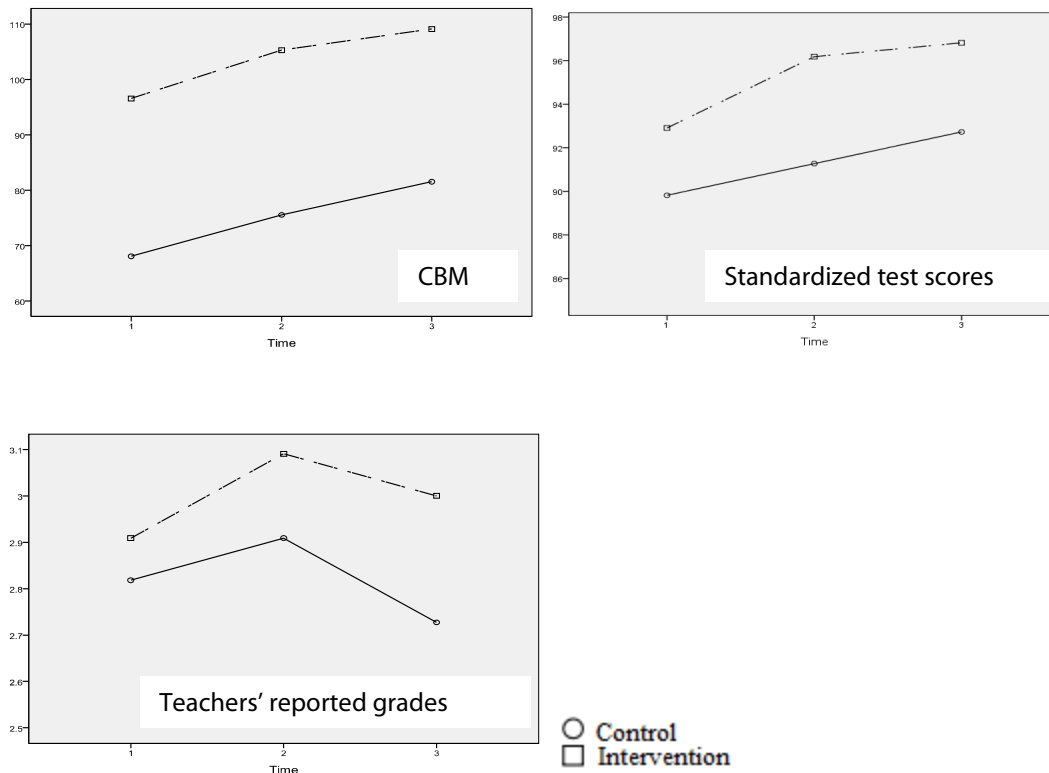 110
100
90
80
70
60
CBM
1 2 3
Time
98
96
94
92
90
88
86
Standardized test scores
1 2 3
Time
3.1
3
2.9
2.8
2.7
2.6
2.5
Teachers’ reported grades
1 2 3
Time
Control
Intervention